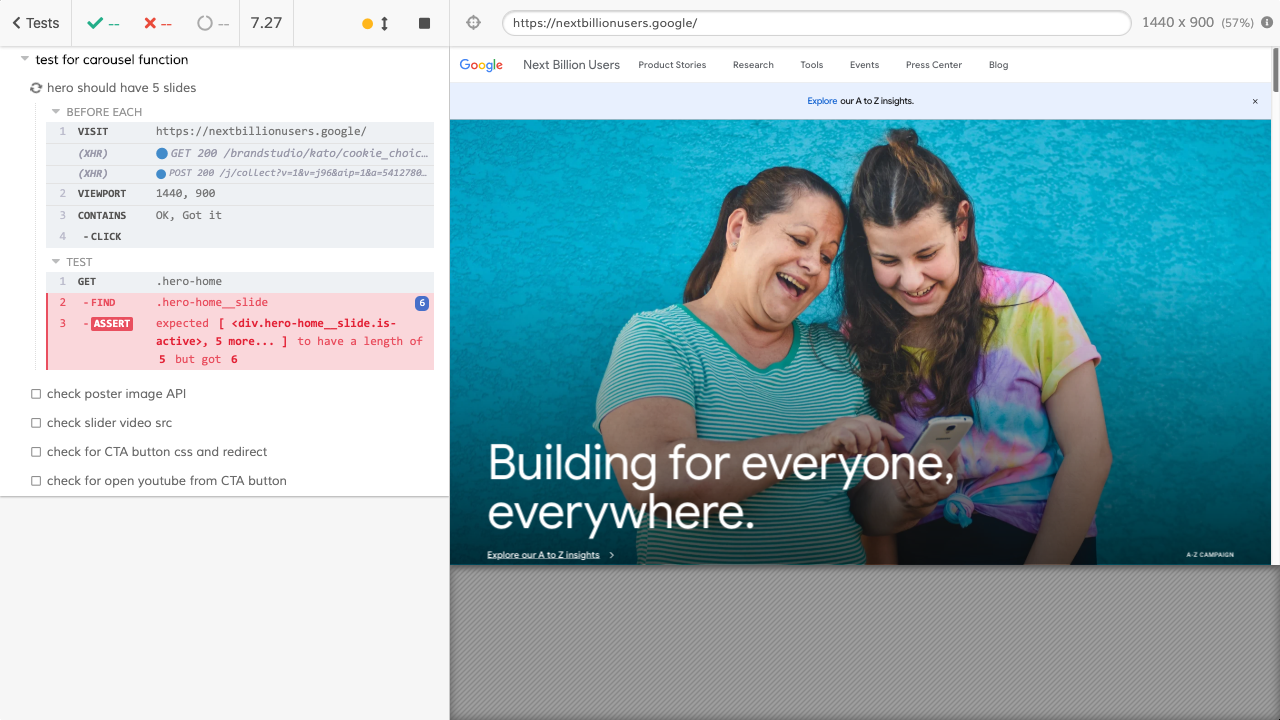 Tests
--
--
--
7.27
https://nextbillionusers.google/
1440 x 900 (57%)
test for carousel function
hero should have 5 slides
BEFORE EACH
1 VISIT https://nextbillionusers.google/
(XHR) GET 200 /brandstudio/kato/cookie_choic…
(XHR) POST 200 /j/collect?v=1&v=j96&aip=1&a=5412780…
2 VIEWPORT 1440, 900
3 CONTAINS OK, Got it
4 - CLICK
TEST
1 GET .hero-home
2 - FIND .hero-home__slide 6
3 - ASSERT expected [ <div.hero-home__slide.is-
active>, 5 more... ] to have a length of
5 but got 6
check poster image API
check slider video src
check for CTA button css and redirect
check for open youtube from CTA button
Google Next Billion Users Product Stories Research Tools Events Press Center Blog
Explore our A to Z insights.
Building for everyone,
everywhere.
Explore our A to Z insights
A-Z CAMPAIGN